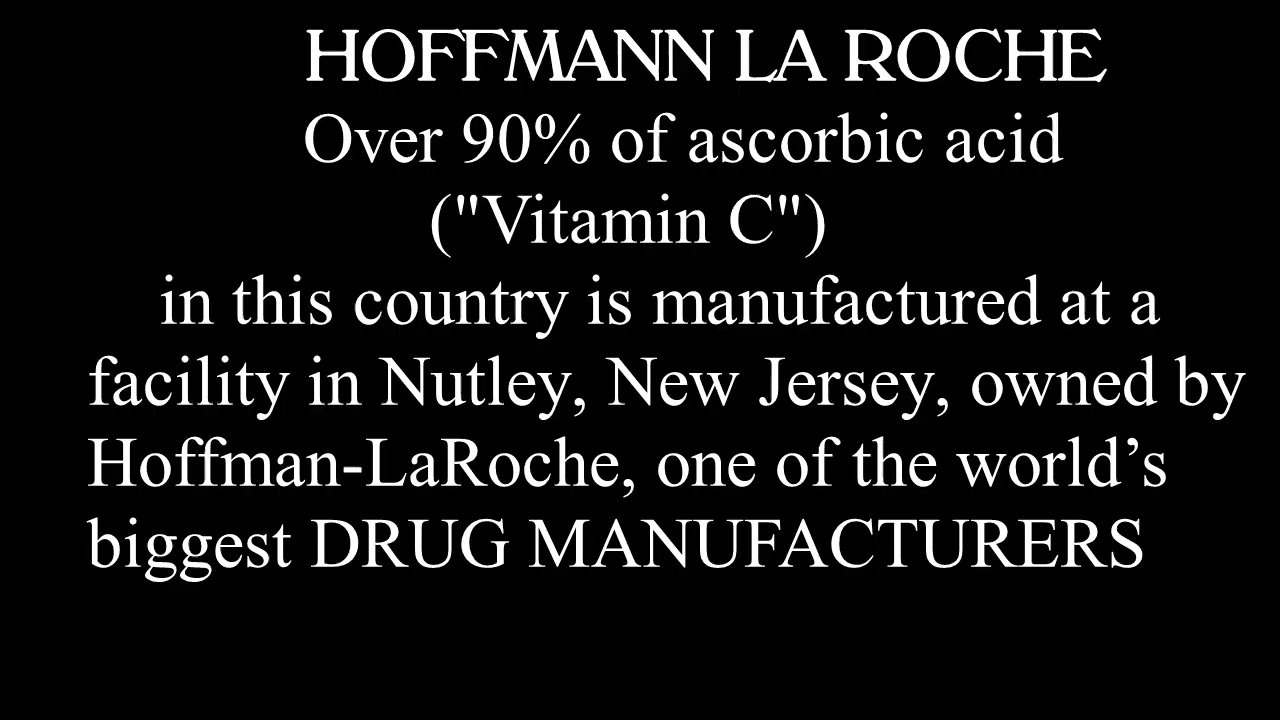 HOFFMANN LA ROCHE
Over 90% of ascorbic acid
("Vitamin C")
in this country is manufactured at a
facility in Nutley, New Jersey, owned by
Hoffman-LaRoche, one of the world’s
biggest DRUG MANUFACTURERS